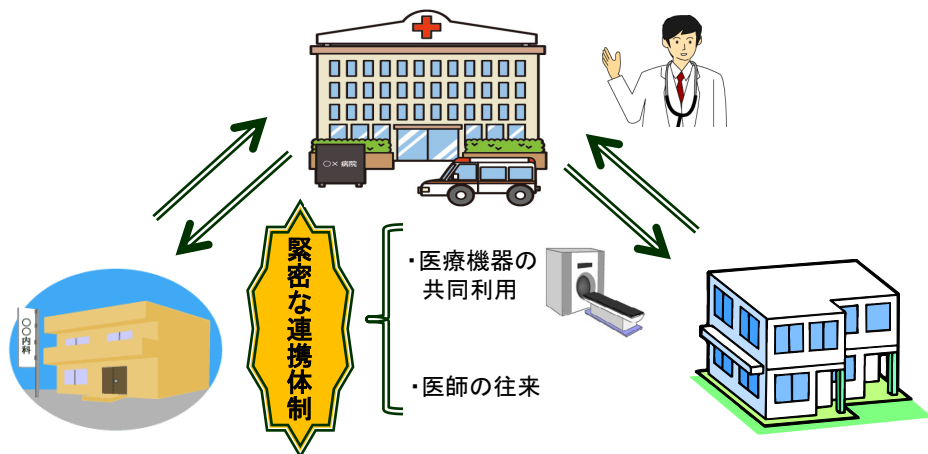 ○× 病院
緊密な連携体制
・医療機器の
共同利用
・医師の往来
○○内科